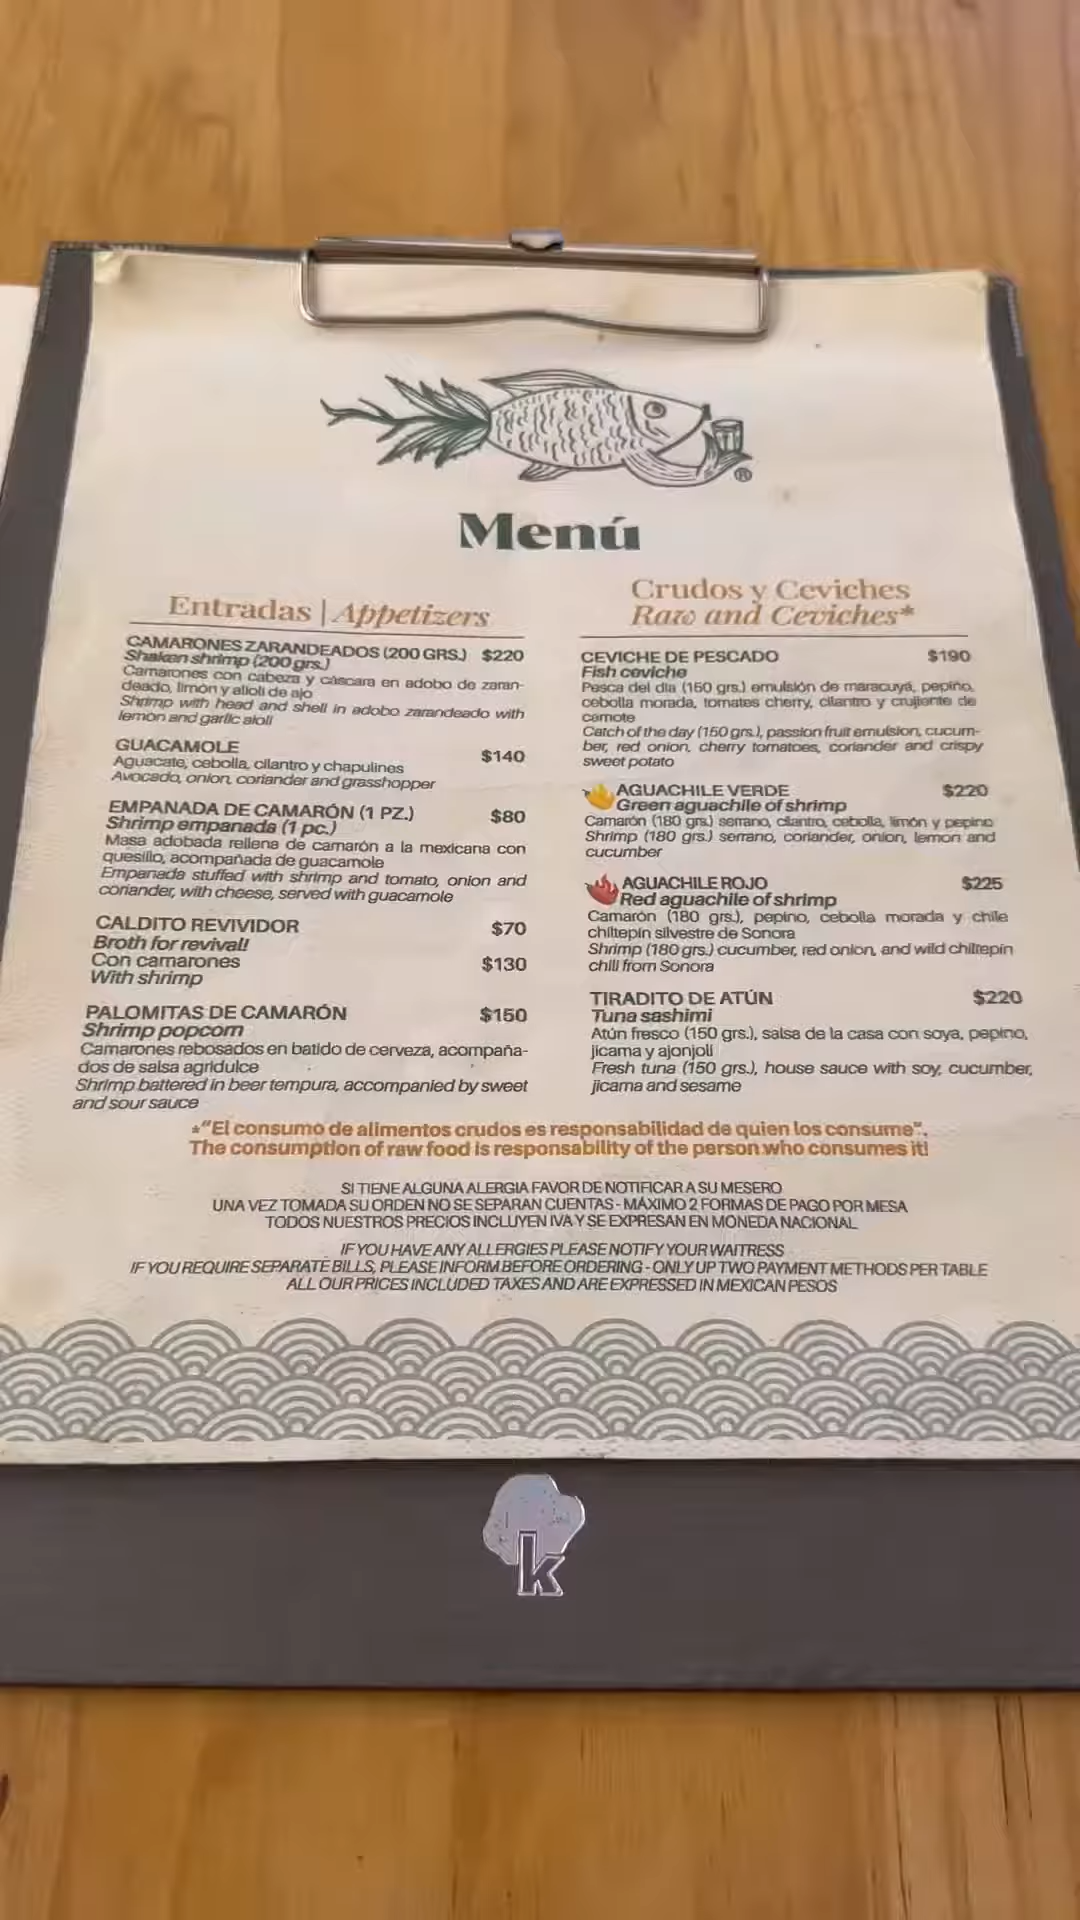 ®
Menú
Entradas | Appetizers
CAMARONES ZARANDEADOS (200 GRS.) $220
Shaken shrimp (200 grs.)
Camarones con cabeza y cáscara en adobo de zaran-
deado, limón y alioli de ajo
Shrimp with head and shell in adobo zarandeado with
lemon and garlic aioli
GUACAMOLE $140
Aguacate, cebolla, cilantro y chapulines
Avocado, onion, coriander and grasshopper
EMPANADA DE CAMARÓN (1 PZ.) $80
Shrimp empanada (1 pc.)
Masa adobada rellena de camarón a la mexicana con
quesillo, acompañada de guacamole
Empanada stuffed with shrimp and tomato, onion and
coriander, with cheese, served with guacamole
CALDITO REVIVIDOR $70
Broth for revival!
Con camarones $130
With shrimp
PALOMITAS DE CAMARÓN $150
Shrimp popcorn
Camarones rebosados en batido de cerveza, acompaña-
dos de salsa agridulce
Shrimp battered in beer tempura, accompanied by sweet
and sour sauce
Crudos y Ceviches
Raw and Ceviches*
CEVICHE DE PESCADO $190
Fish ceviche
Pesca del día (150 grs.) emulsión de maracuyá, pepino,
cebolla morada, tomates cherry, cilantro y crujiente de
camote
Catch of the day (150 grs.), passion fruit emulsion, cucum-
ber, red onion, cherry tomatoes, coriander and crispy
sweet potato
AGUACHILE VERDE $220
Green aguachile of shrimp
Camarón (180 grs.) serrano, cilantro, cebolla, limón y pepino
Shrimp (180 grs.) serrano, coriander, onion, lemon and
cucumber
AGUACHILE ROJO $225
Red aguachile of shrimp
Camarón (180 grs.), pepino, cebolla morada y chile
chiltepín silvestre de Sonora
Shrimp (180 grs.) cucumber, red onion, and wild chiltepin
chili from Sonora
TIRADITO DE ATÚN $220
Tuna sashimi
Atún fresco (150 grs.), salsa de la casa con soya, pepino,
jicama y ajonjolí
Fresh tuna (150 grs.), house sauce with soy, cucumber,
jicama and sesame
*"El consumo de alimentos crudos es responsabilidad de quien los consume".
The consumption of raw food is responsability of the person who consumes it!
SI TIENE ALGUNA ALERGIA FAVOR DE NOTIFICAR A SU MESERO
UNA VEZ TOMADA SU ORDEN NO SE SEPARAN CUENTAS - MÁXIMO 2 FORMAS DE PAGO POR MESA
TODOS NUESTROS PRECIOS INCLUYEN IVA Y SE EXPRESAN EN MONEDA NACIONAL
IF YOU HAVE ANY ALLERGIES PLEASE NOTIFY YOUR WAITRESS
IF YOU REQUIRE SEPARATE BILLS, PLEASE INFORM BEFORE ORDERING - ONLY UP TWO PAYMENT METHODS PER TABLE
ALL OUR PRICES INCLUDED TAXES AND ARE EXPRESSED IN MEXICAN PESOS
k